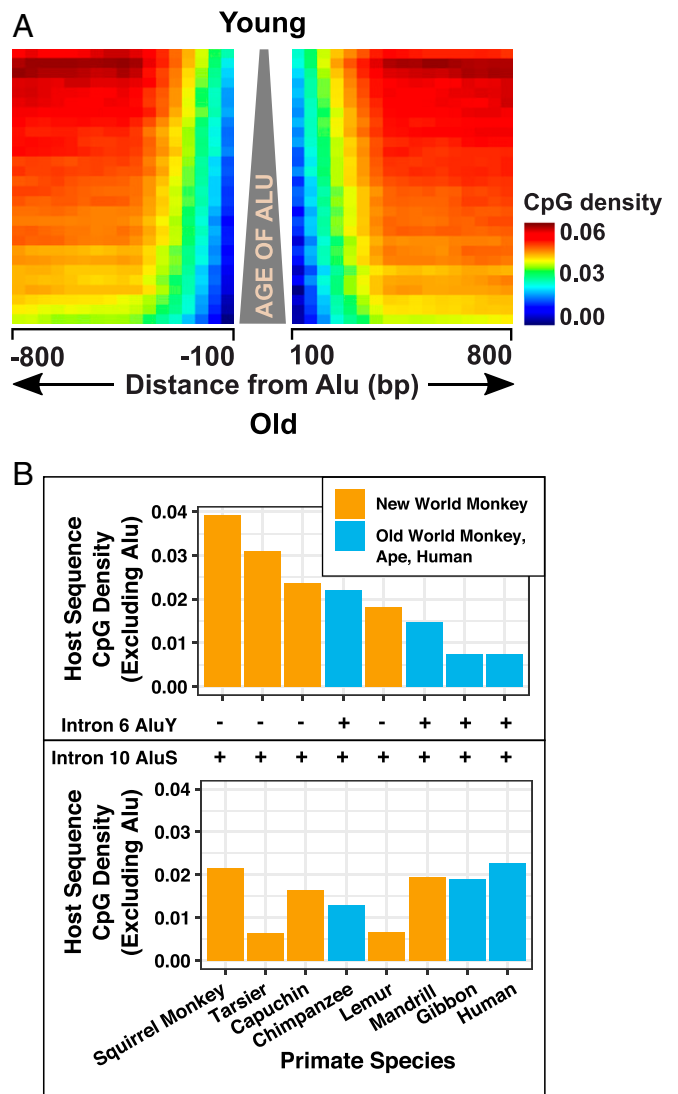 A
Young
AGE OF ALU
CpG density
0.06
0.03
0.00
-800 -100 100 800
Distance from Alu (bp)
Old
B
New World Monkey
Old World Monkey,
Ape, Human
Host Sequence
CpG Density
(Excluding Alu)
0.04
0.03
0.02
0.01
0.00
Intron 6 AluY - - - + - + + +
Intron 10 AluS + + + + + + + +
Host Sequence
CpG Density
(Excluding Alu)
0.04
0.03
0.02
0.01
0.00
Squirrel Monkey
Tarsier
Capuchin
Chimpanzee
Lemur
Mandrill
Gibbon
Human
Primate Species